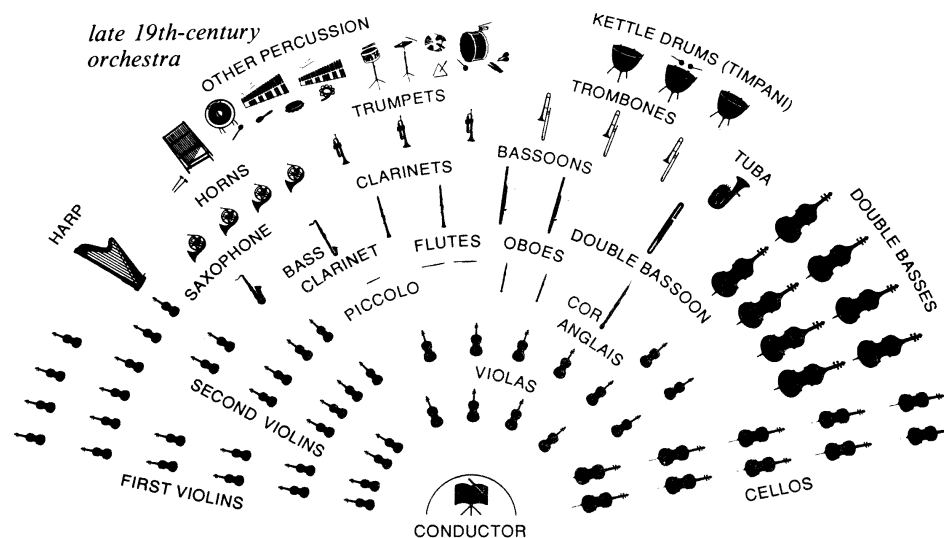 late 19th-century
orchestra
OTHER PERCUSSION
KETTLE DRUMS (TIMPANI)
TRUMPETS
TROMBONES
HORNS
CLARINETS
BASSOONS
TUBA
HARP
SAXOPHONE
BASS
CLARINET
FLUTES
OBOES
DOUBLE BASSOON
DOUBLE BASSES
PICCOLO
COR
ANGLAIS
SECOND VIOLINS
VIOLAS
FIRST VIOLINS
CELLOS
CONDUCTOR